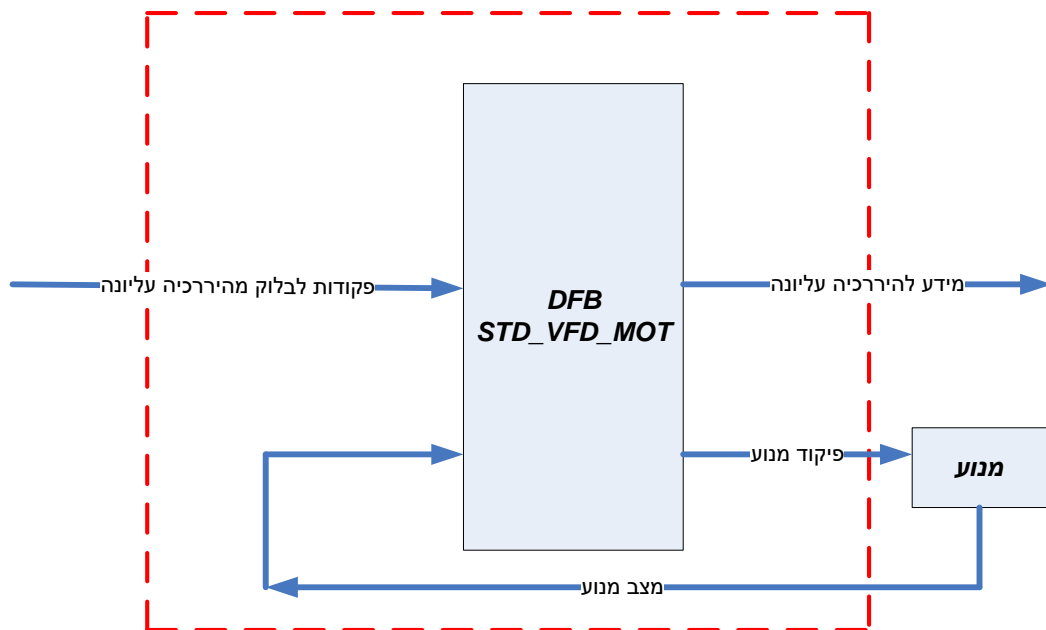 פקודות לבלוק מהיררכיה עליונה
DFB
STD_VFD_MOT
מידע להיררכיה עליונה
פיקוד מנוע
מנוע
מצב מנוע